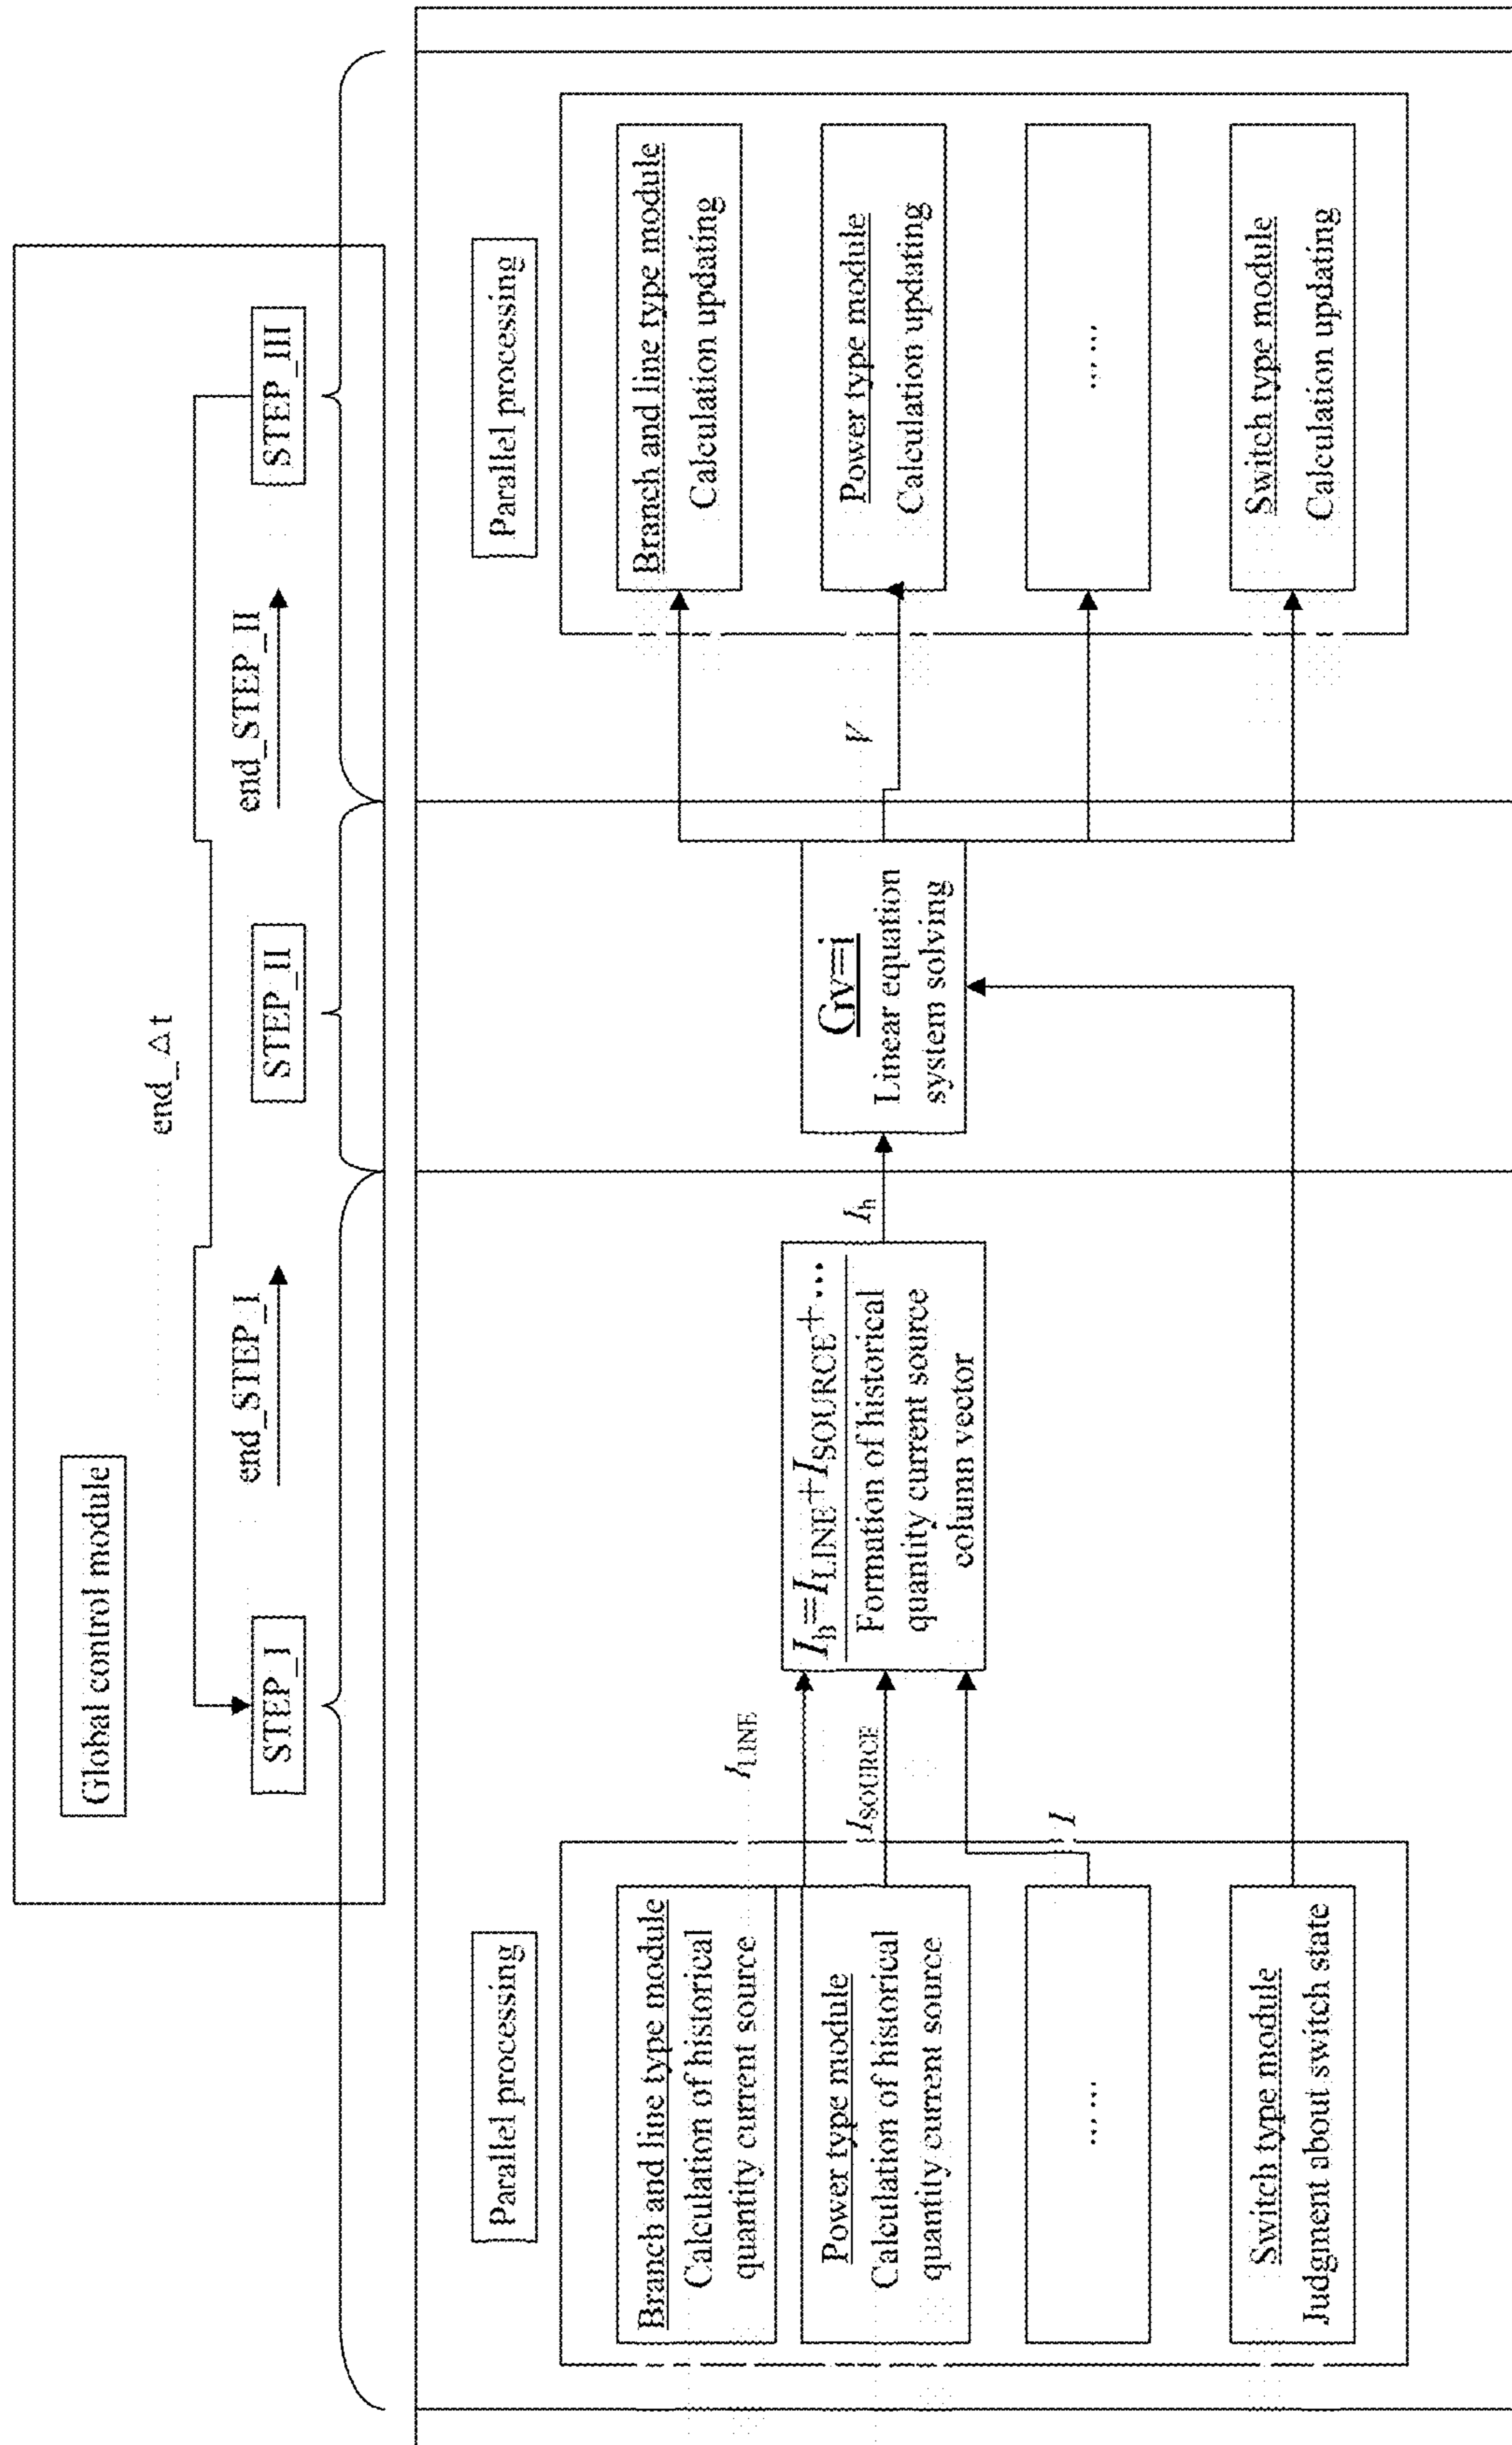 Global control module
end_Δt
STEP_I
end_STEP_I
STEP_II
end_STEP_II
STEP_III
Parallel processing
Branch and line type module
Calculation of historical
quantity current source
Power type module
Calculation of historical
quantity current source
……
Switch type module
Judgment about switch state
I_LINE
I_SOURCE
I
I_h=I_LINE+I_SOURCE+…
Formation of historical
quantity current source
column vector
I_h
Gv=i
Linear equation
system solving
V
Parallel processing
Branch and line type module
Calculation updating
Power type module
Calculation updating
……
Switch type module
Calculation updating